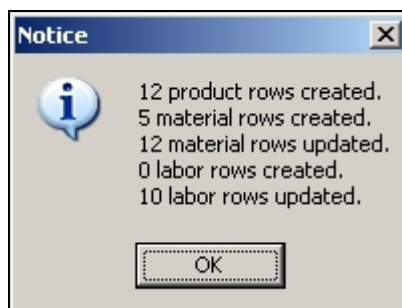 Notice
12 product rows created.
5 material rows created.
12 material rows updated.
0 labor rows created.
10 labor rows updated.
OK